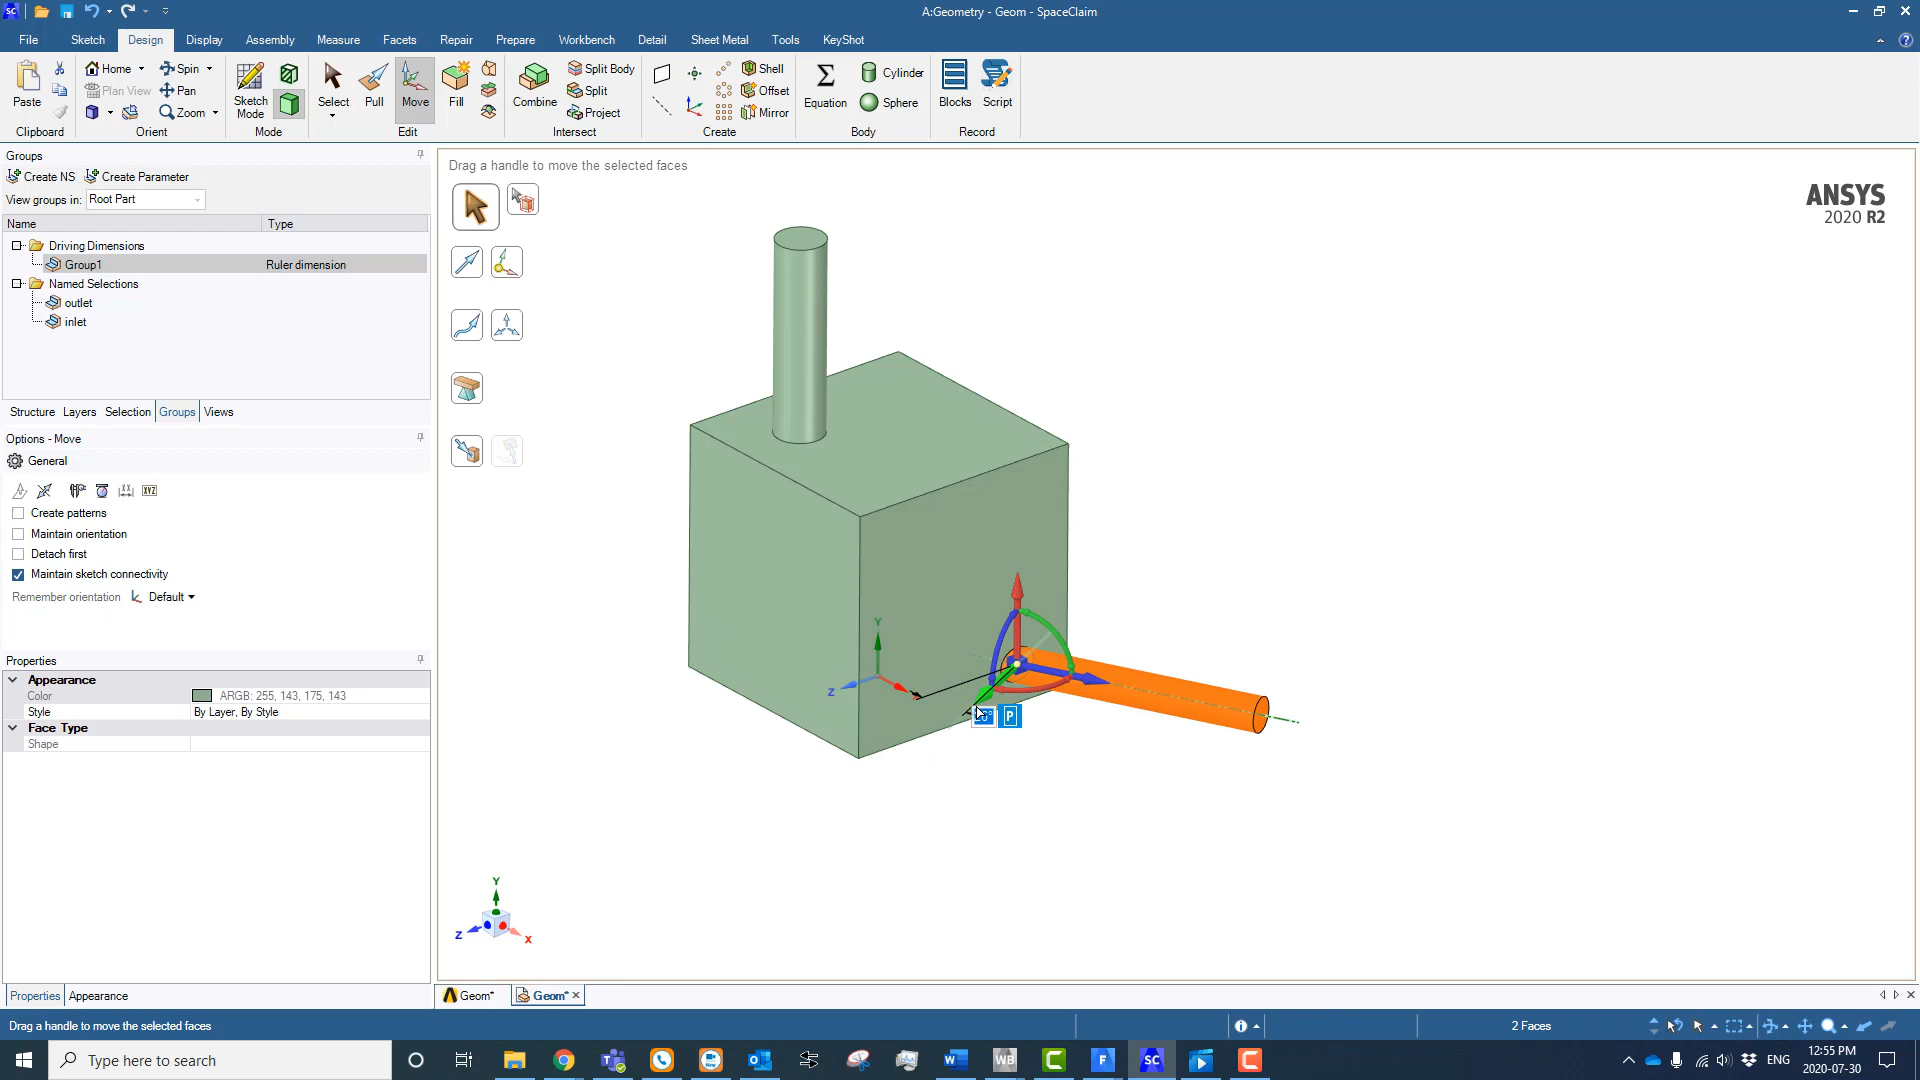 A:Geometry - Geom - SpaceClaim
File Sketch Design Display Assembly Measure Facets Repair Prepare Workbench Detail Sheet Metal Tools KeyShot
Paste
Clipboard
Home Spin
Plan View Pan
Zoom
Orient
Sketch Mode
Mode
Select Pull Move Fill
Edit
Combine
Split Body
Split
Project
Intersect
Shell
Offset
Mirror
Create
Equation
Cylinder
Sphere
Body
Blocks Script
Record
Groups
Create NS Create Parameter
View groups in: Root Part
Name Type
Driving Dimensions
Group1 Ruler dimension
Named Selections
outlet
inlet
Structure Layers Selection Groups Views
Options - Move
General
XYZ
Create patterns
Maintain orientation
Detach first
Maintain sketch connectivity
Remember orientation Default
Properties
Appearance
Color ARGB: 255, 143, 175, 143
Style By Layer, By Style
Face Type
Shape
Properties Appearance
Drag a handle to move the selected faces
ANSYS
2020 R2
Y
Z
P
Y
Z
X
Geom* Geom*
Drag a handle to move the selected faces
2 Faces
Type here to search
WB
F
SC
ENG
12:55 PM
2020-07-30